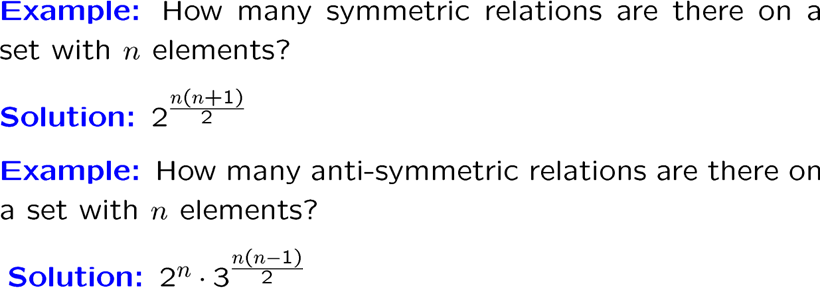 Example: How many symmetric relations are there on a
set with n elements?
Solution: 2^{\frac{n(n+1)}{2}}
Example: How many anti-symmetric relations are there on
a set with n elements?
Solution: 2^n · 3^{\frac{n(n−1)}{2}}